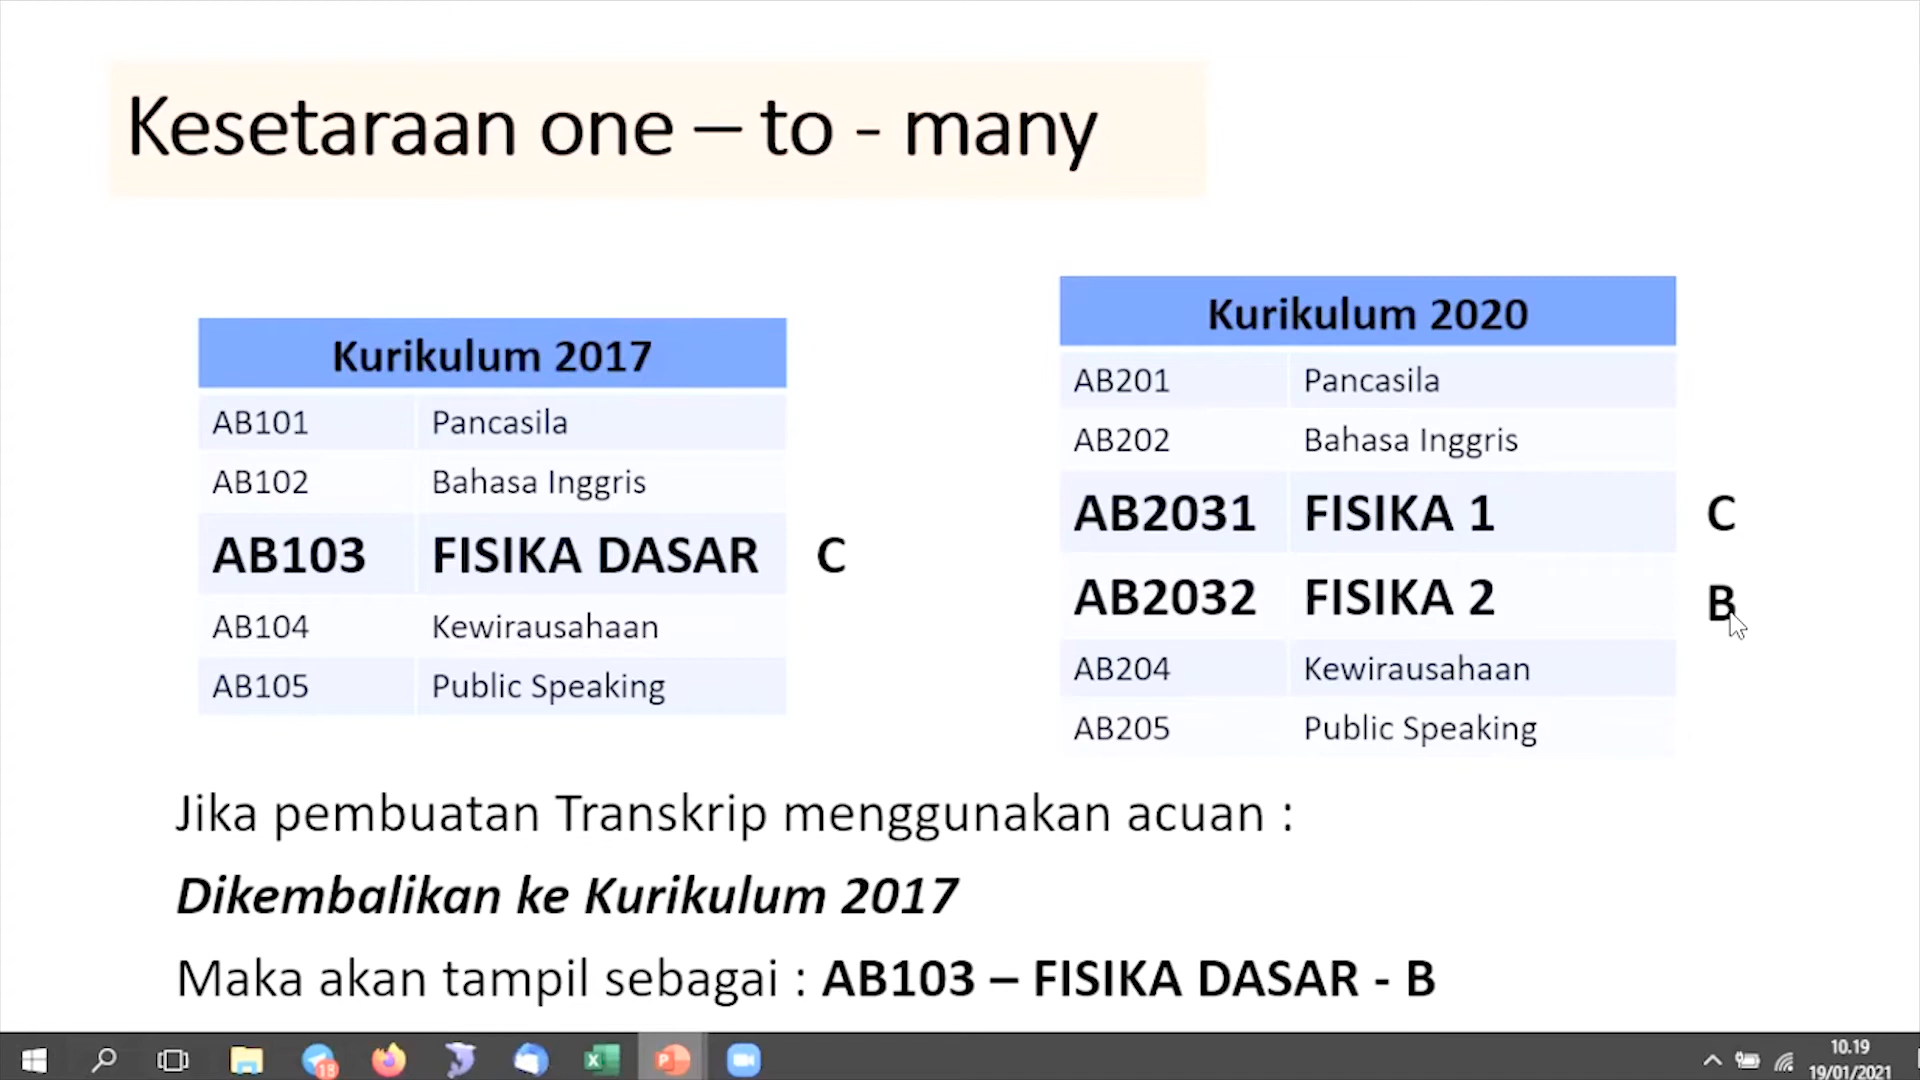 Kesetaraan one – to - many
Kurikulum 2017
AB101 Pancasila
AB102 Bahasa Inggris
AB103 FISIKA DASAR C
AB104 Kewirausahaan
AB105 Public Speaking
Kurikulum 2020
AB201 Pancasila
AB202 Bahasa Inggris
AB2031 FISIKA 1 C
AB2032 FISIKA 2 B
AB204 Kewirausahaan
AB205 Public Speaking
Jika pembuatan Transkrip menggunakan acuan :
Dikembalikan ke Kurikulum 2017
Maka akan tampil sebagai : AB103 – FISIKA DASAR - B
18
10.19
19/01/2021